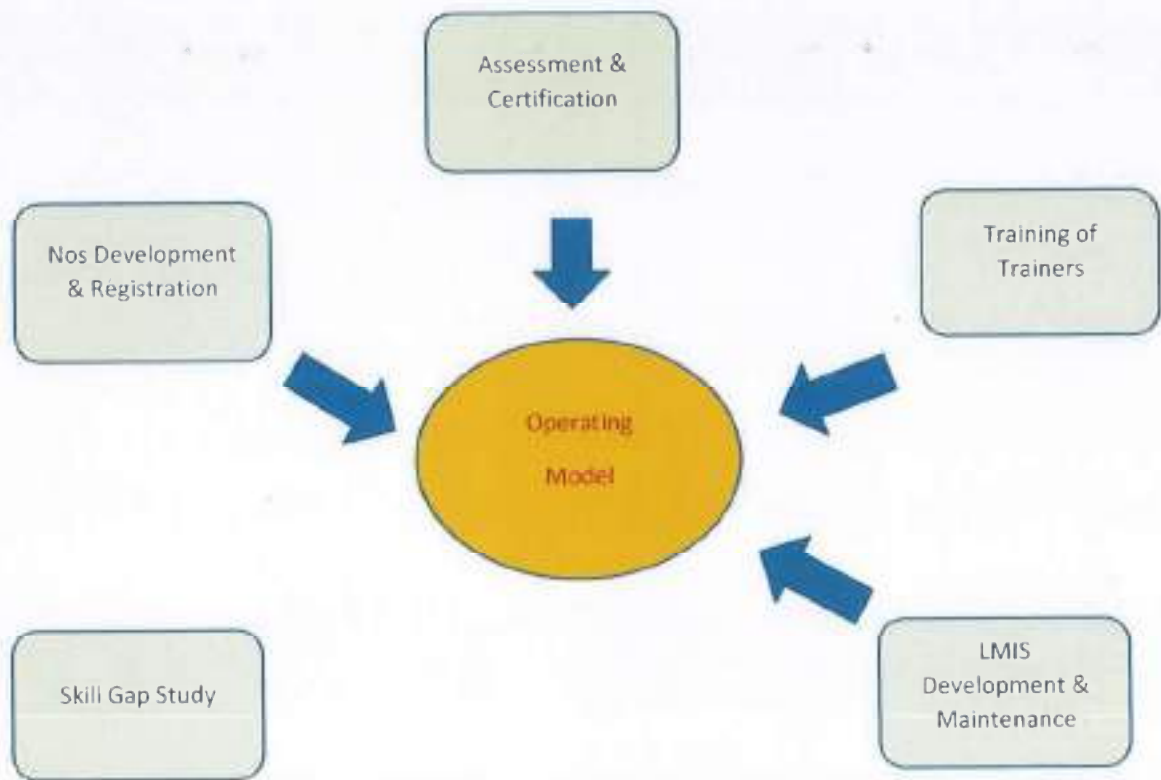 Assessment &
Certification
Nos Development
& Registration
Training of
Trainers
Operating
Model
Skill Gap Study
LMIS
Development &
Maintenance